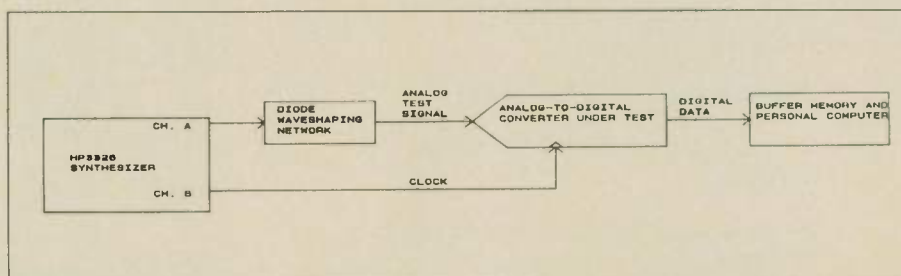 CH. A
HP3326
SYNTHESIZER
CH. B
DIODE
WAVESHAPING
NETWORK
ANALOG
TEST
SIGNAL
CLOCK
ANALOG-TO-DIGITAL
CONVERTER UNDER TEST
DIGITAL
DATA
BUFFER MEMORY AND
PERSONAL COMPUTER